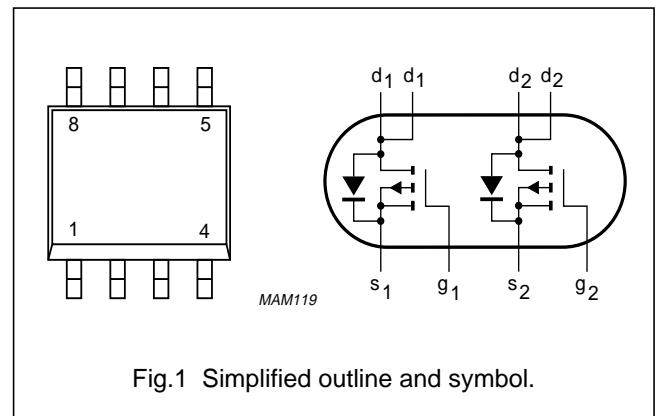 d1 d1 d2 d2
8 5
1 4
s1 g1 s2 g2
MAM119
Fig.1 Simplified outline and symbol.